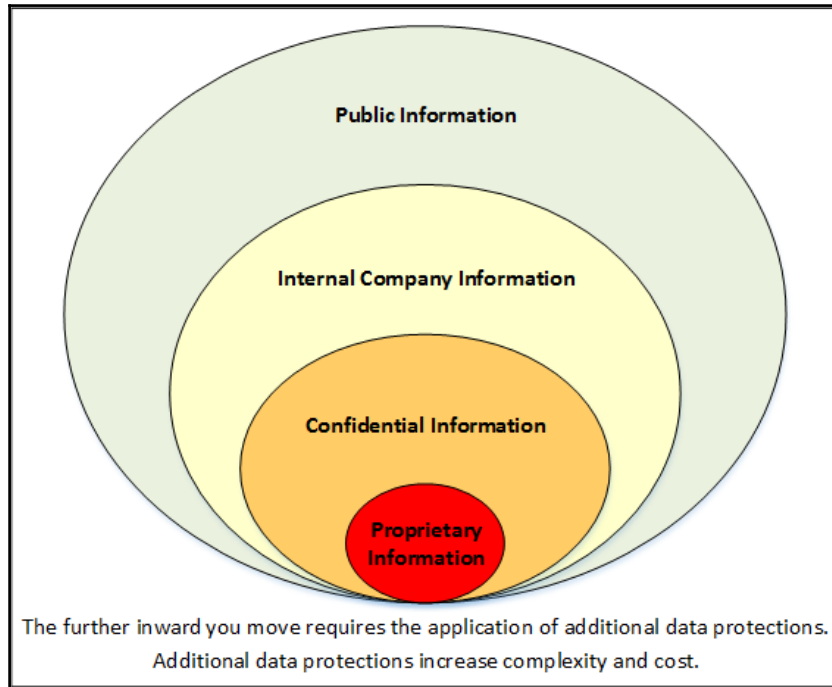 Public Information
Internal Company Information
Confidential Information
Proprietary
Information
The further inward you move requires the application of additional data protections.
Additional data protections increase complexity and cost.